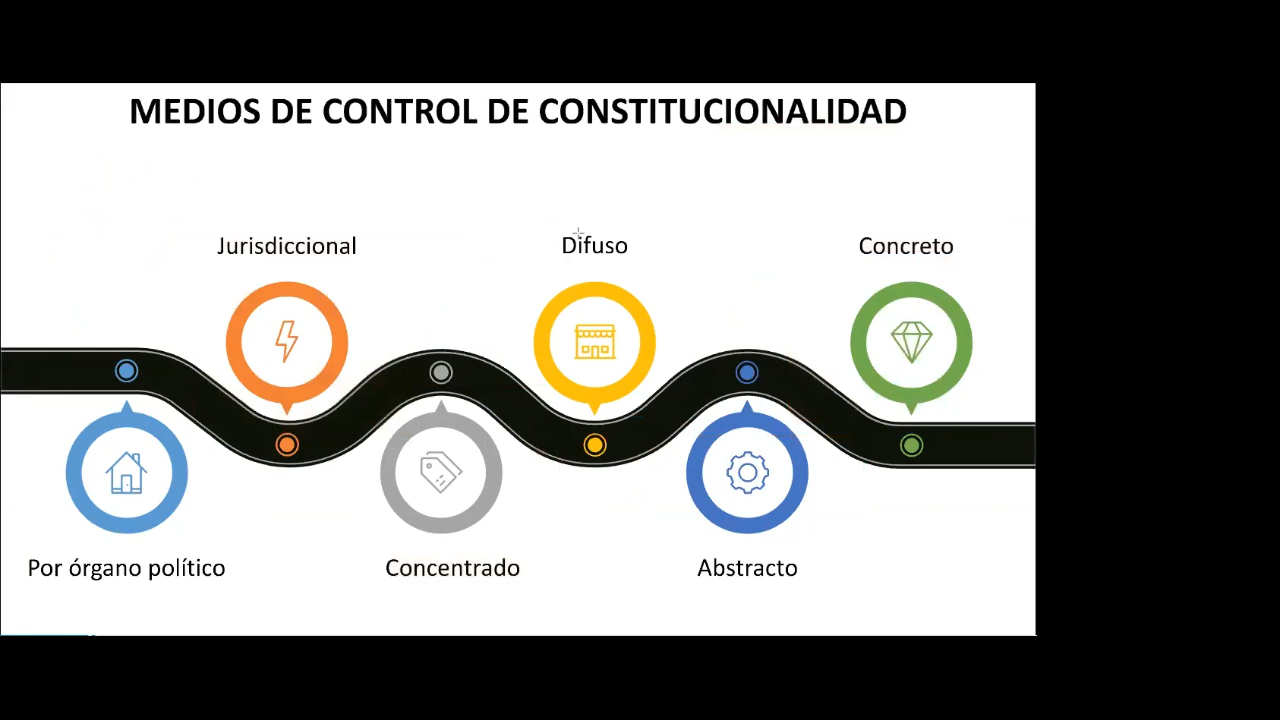 MEDIOS DE CONTROL DE CONSTITUCIONALIDAD
Jurisdiccional
Difuso
Concreto
Por órgano político
Concentrado
Abstracto